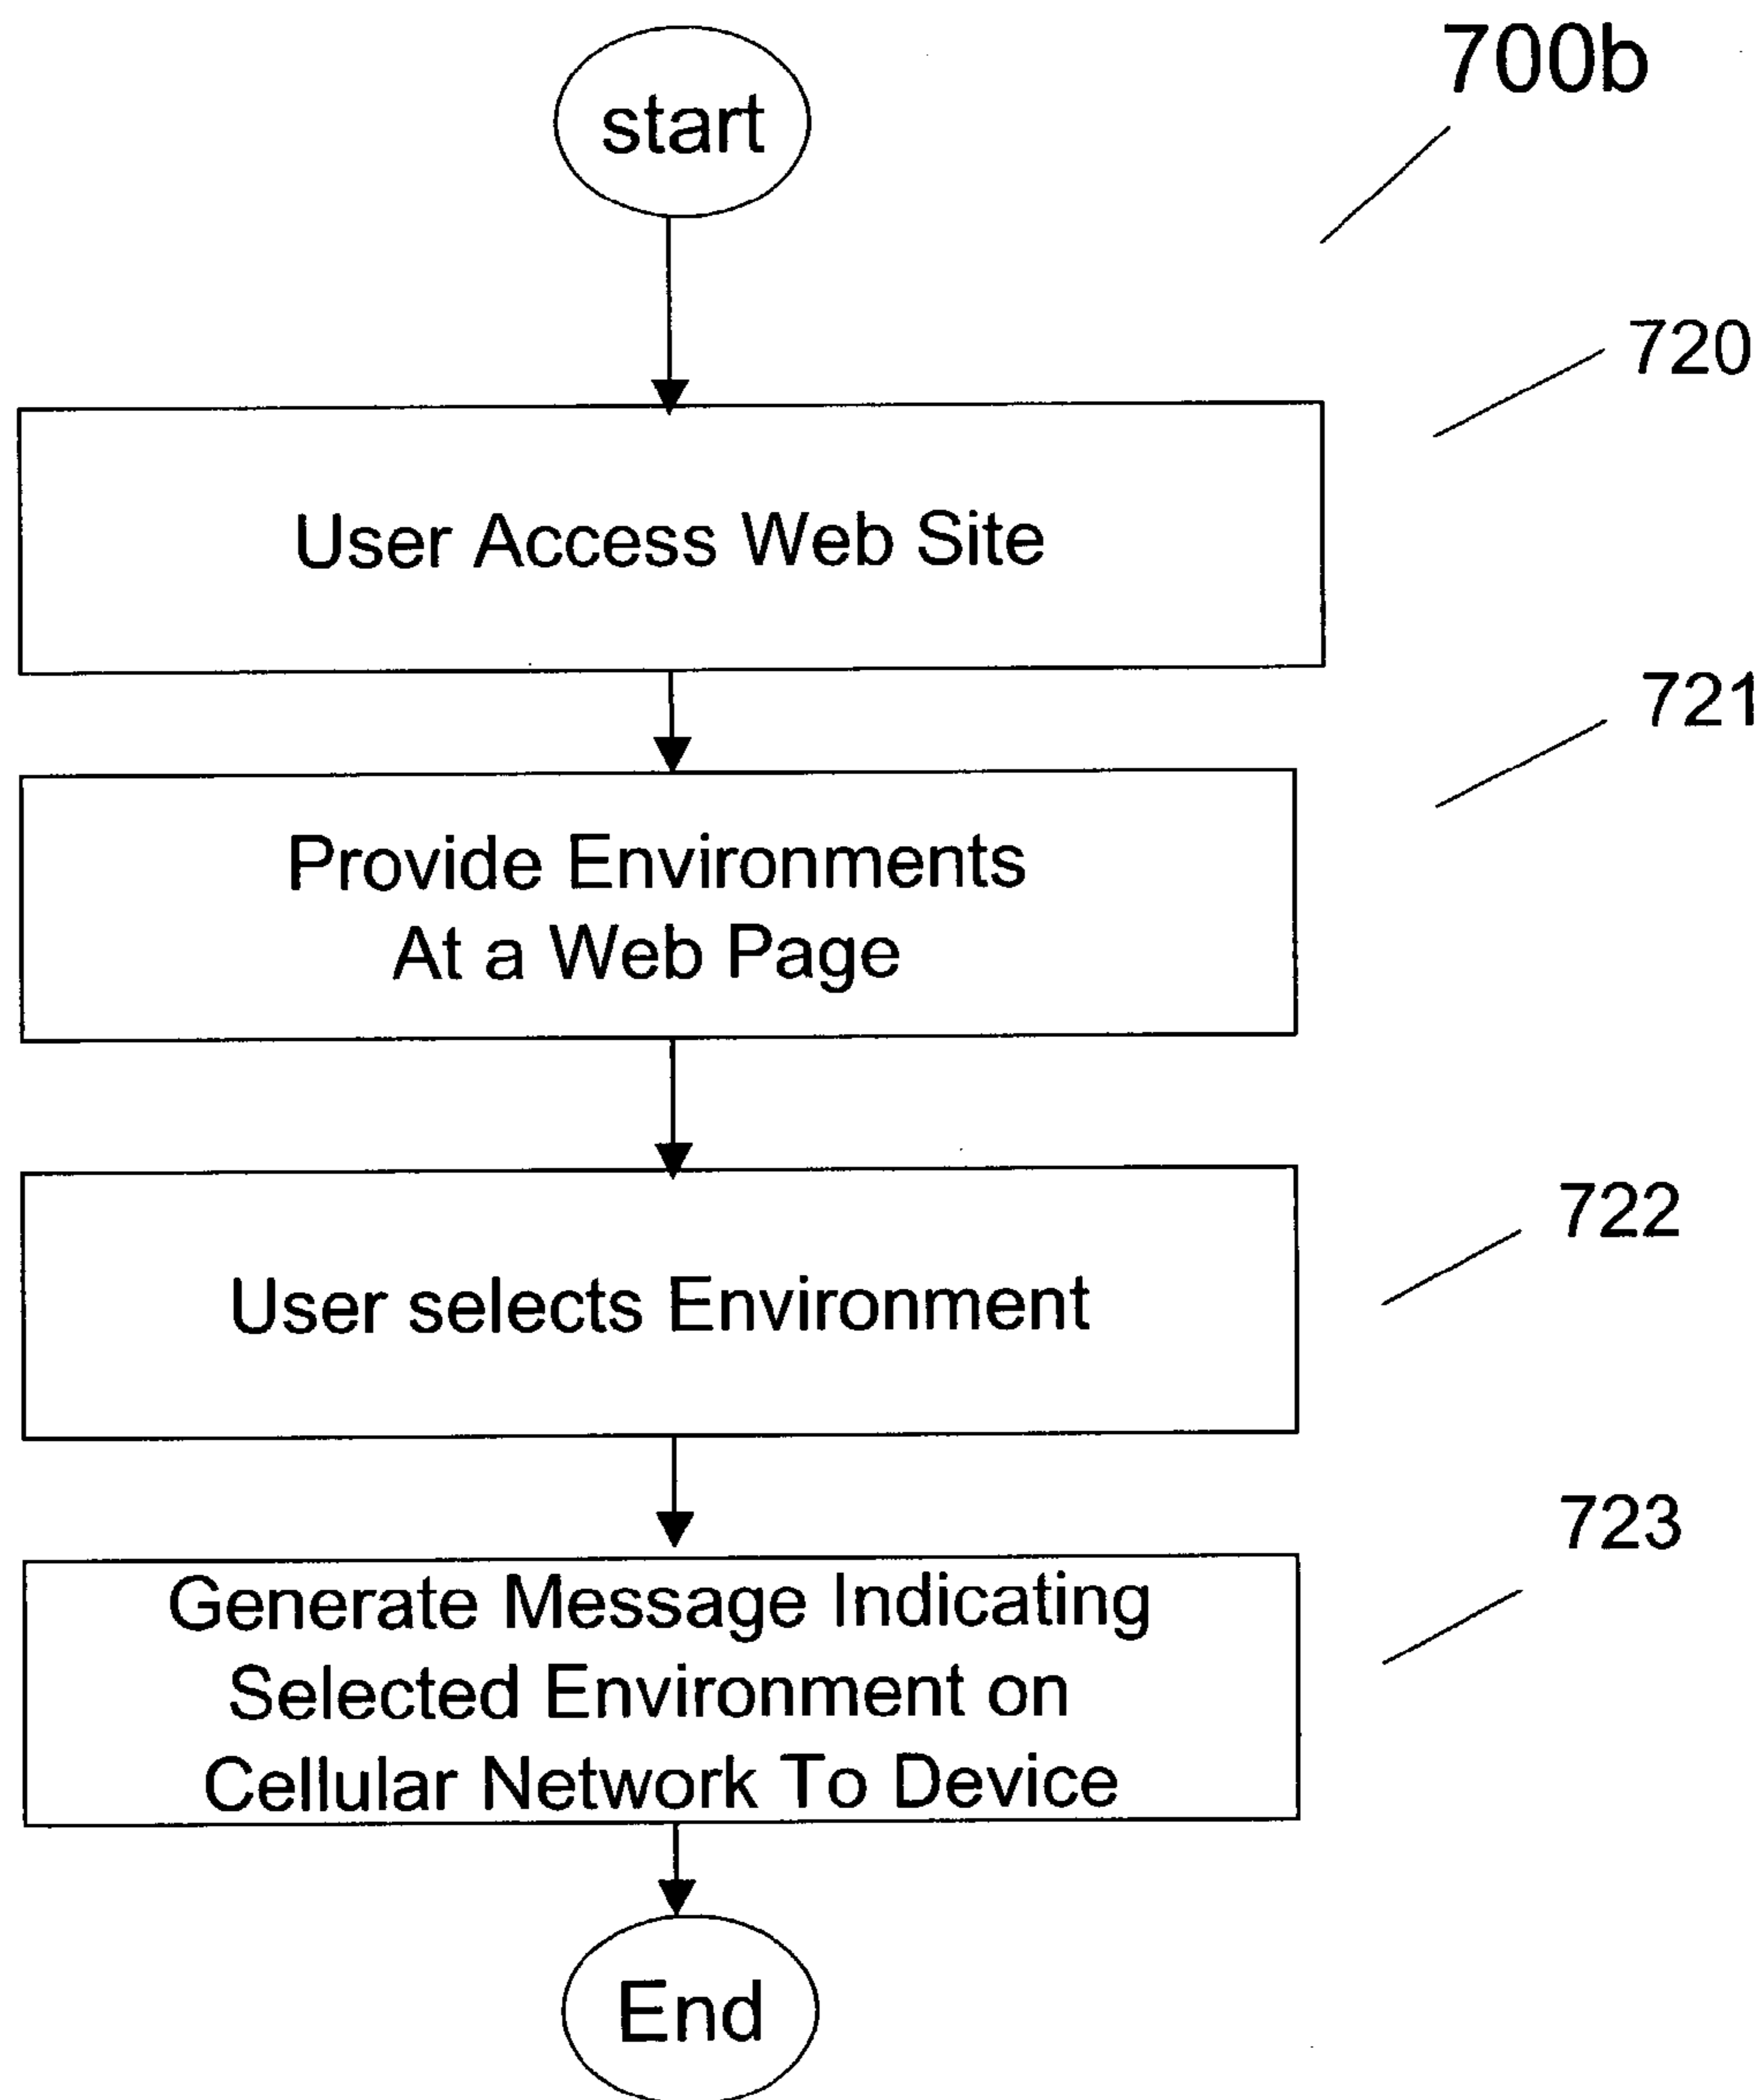 start
700b
720
User Access Web Site
721
Provide Environments
At a Web Page
722
User selects Environment
723
Generate Message Indicating
Selected Environment on
Cellular Network To Device
End